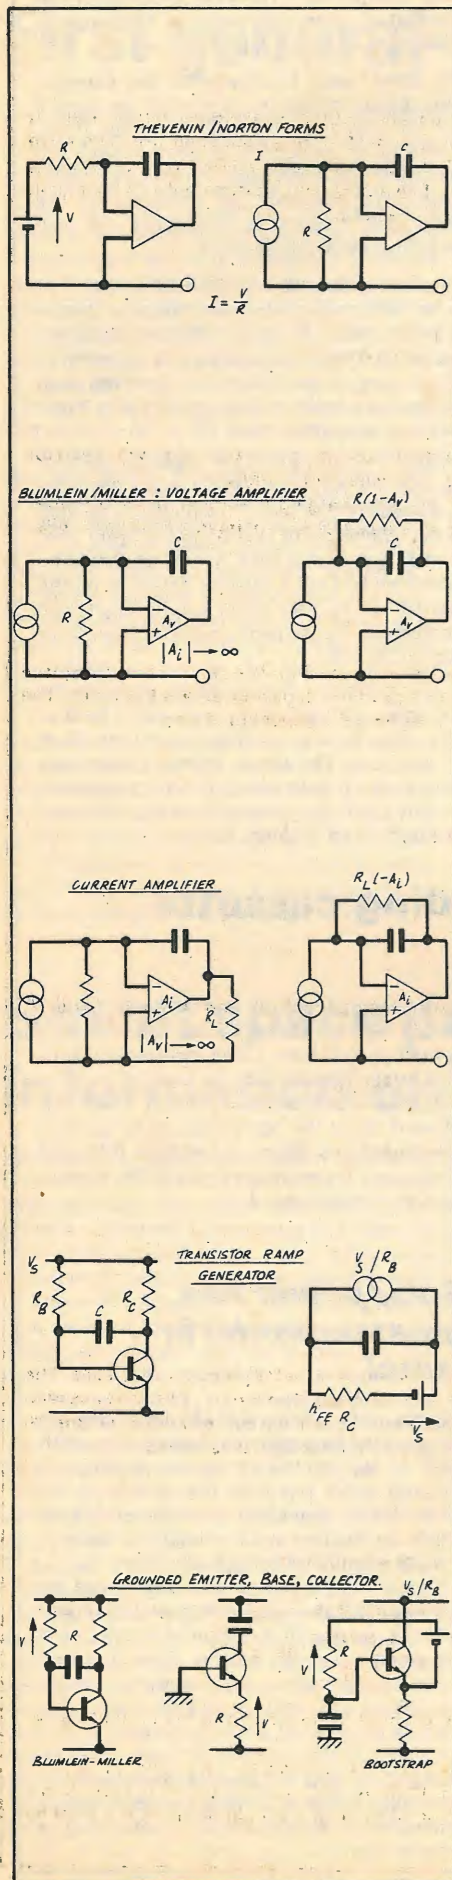 THEVENIN/NORTON FORMS
R
V
I
R
C
I = V/R
BLUMLEIN/MILLER : VOLTAGE AMPLIFIER
R(1-Av)
C
C
R
-
Av
+
|Ai| → ∞
-
Av
+
CURRENT AMPLIFIER
RL(-Ai)
-
Ai
+
RL
|Av| → ∞
-
Ai
+
TRANSISTOR RAMP
GENERATOR
Vs
RB
C
RC
Vs/RB
hFE RC
Vs
GROUNDED EMITTER, BASE, COLLECTOR.
Vs/RB
V
R
R
V
V
R
BLUMLEIN-MILLER
BOOTSTRAP